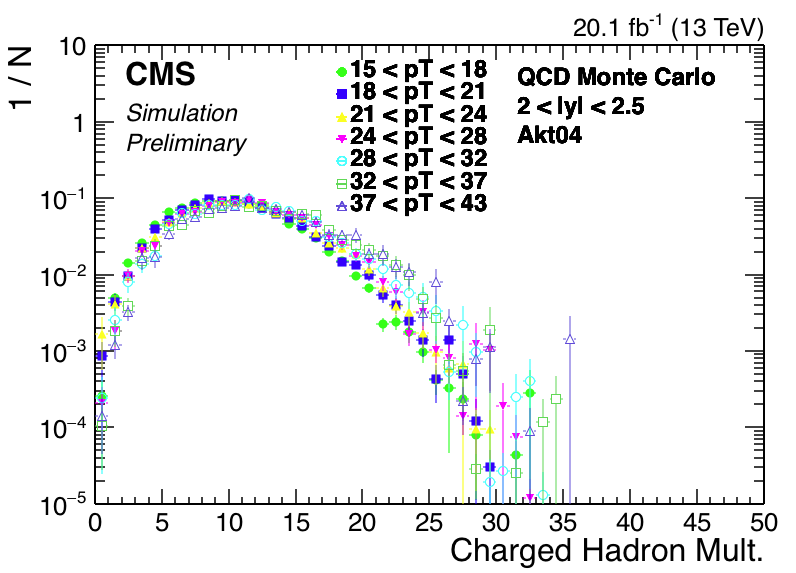 20.1 fb⁻¹ (13 TeV)
1 / N
CMS
Simulation
Preliminary
15 < pT < 18
18 < pT < 21
21 < pT < 24
24 < pT < 28
28 < pT < 32
32 < pT < 37
37 < pT < 43
QCD Monte Carlo
2 < lyl < 2.5
Akt04
10
1
10⁻¹
10⁻²
10⁻³
10⁻⁴
10⁻⁵
0 5 10 15 20 25 30 35 40 45 50
Charged Hadron Mult.